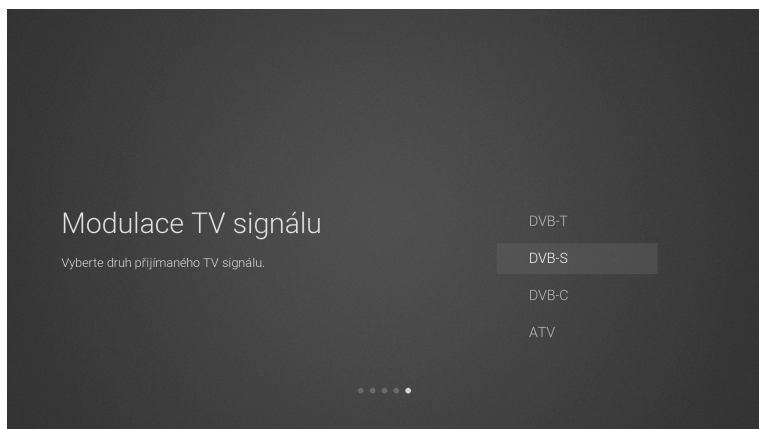 Modulace TV signálu
Vyberte druh přijímaného TV signálu.
DVB-T
DVB-S
DVB-C
ATV